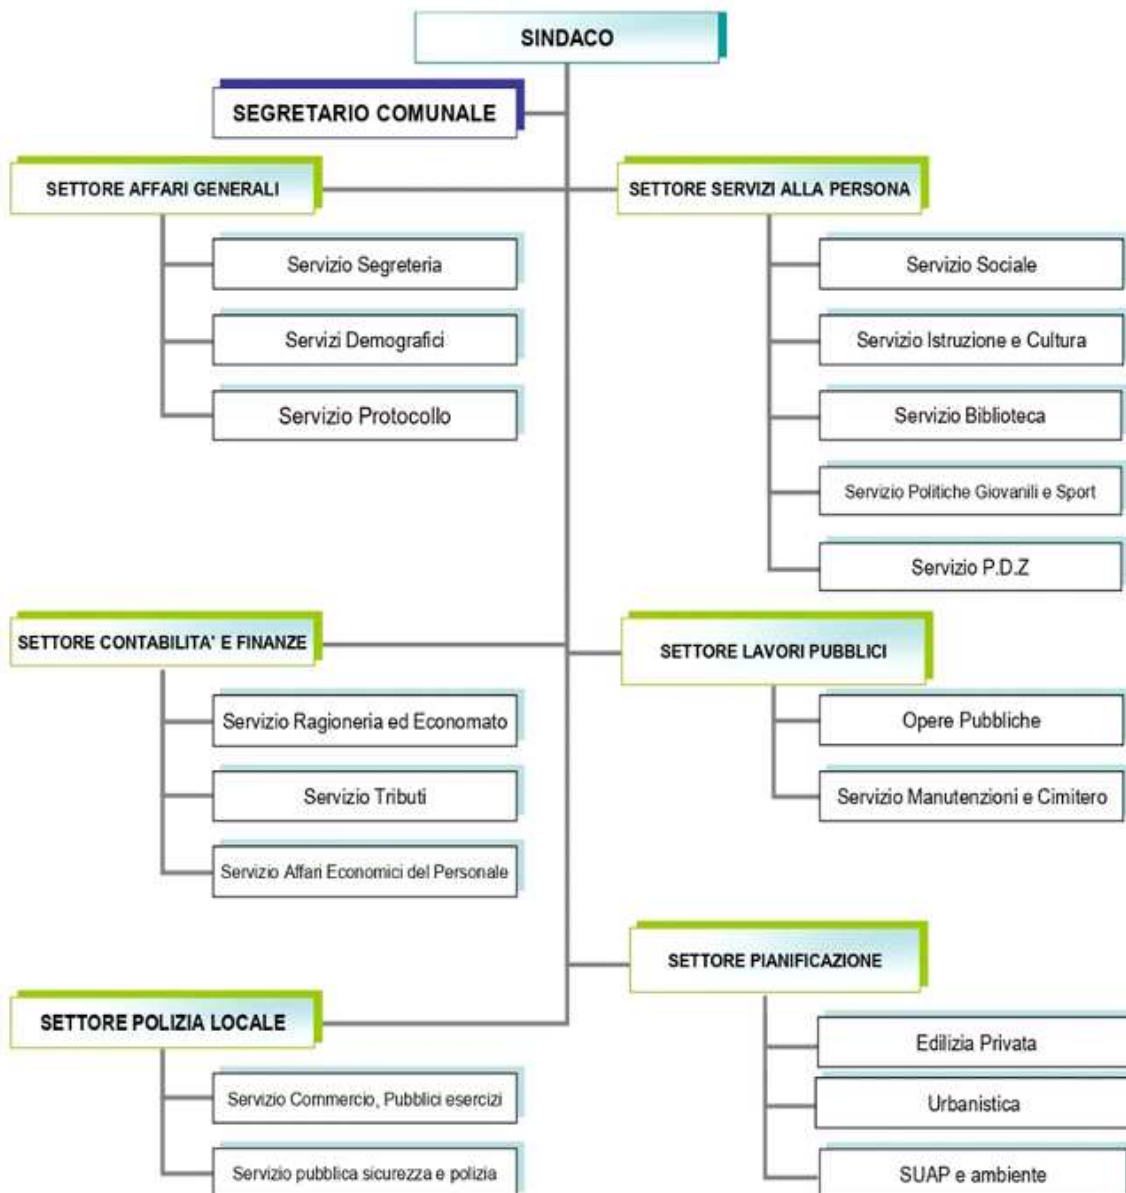 SINDACO
SEGRETARIO COMUNALE
SETTORE AFFARI GENERALI
Servizio Segreteria
Servizi Demografici
Servizio Protocollo
SETTORE SERVIZI ALLA PERSONA
Servizio Sociale
Servizio Istruzione e Cultura
Servizio Biblioteca
Servizio Politiche Giovanili e Sport
Servizio P.D.Z
SETTORE CONTABILITA' E FINANZE
Servizio Ragioneria ed Economato
Servizio Tributi
Servizio Affari Economici del Personale
SETTORE LAVORI PUBBLICI
Opere Pubbliche
Servizio Manutenzioni e Cimitero
SETTORE POLIZIA LOCALE
Servizio Commercio, Pubblici esercizi
Servizio pubblica sicurezza e polizia
SETTORE PIANIFICAZIONE
Edilizia Privata
Urbanistica
SUAP e ambiente